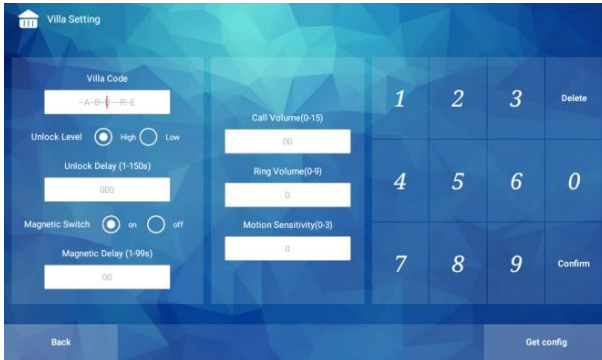 Villa Setting
Villa Code
Unlock Level High Low
Unlock Delay (1-150s)
000
Magnetic Switch on off
Magnetic Delay (1-99s)
00
Call Volume(0-15)
00
Ring Volume(0-9)
0
Motion Sensitivity(0-3)
0
1 2 3 Delete
4 5 6 0
7 8 9 Confirm
Back
Get config